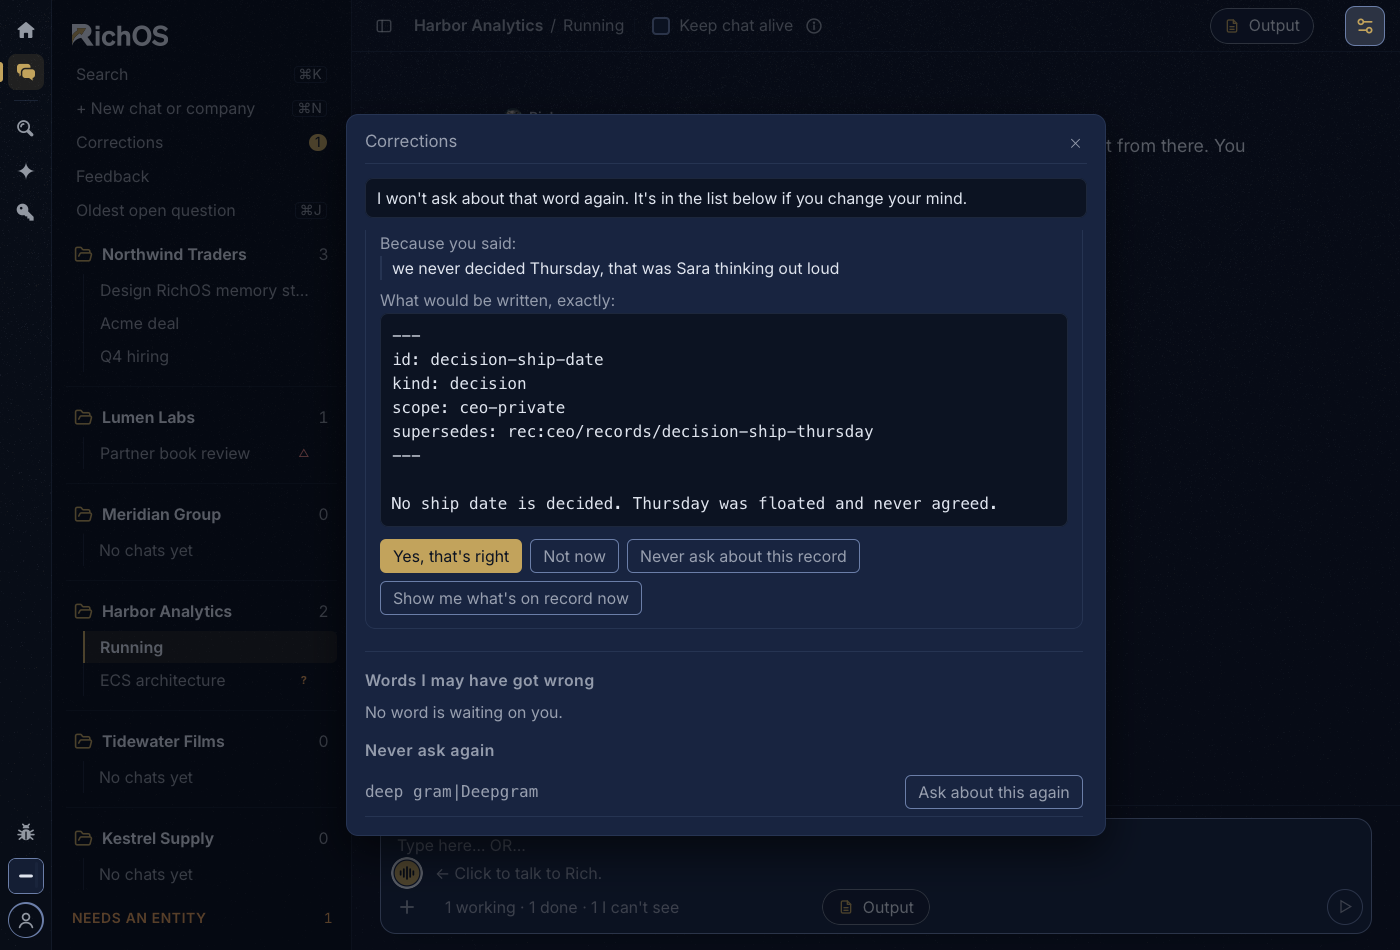 RichOS
Search ⌘K
+ New chat or company ⌘N
Corrections 1
Feedback
Oldest open question ⌘J
Northwind Traders 3
Design RichOS memory st...
Acme deal
Q4 hiring
Lumen Labs 1
Partner book review
Meridian Group 0
No chats yet
Harbor Analytics 2
Running
ECS architecture ?
Tidewater Films 0
No chats yet
Kestrel Supply 0
No chats yet
NEEDS AN ENTITY 1
Harbor Analytics / Running
Keep chat alive
Output
t from there. You
Corrections
I won't ask about that word again. It's in the list below if you change your mind.
Because you said:
we never decided Thursday, that was Sara thinking out loud
What would be written, exactly:
---
id: decision-ship-date
kind: decision
scope: ceo-private
supersedes: rec:ceo/records/decision-ship-thursday
---
No ship date is decided. Thursday was floated and never agreed.
Yes, that's right
Not now
Never ask about this record
Show me what's on record now
Words I may have got wrong
No word is waiting on you.
Never ask again
deep gram|Deepgram
Ask about this again
Type here... OR...
← Click to talk to Rich.
1 working · 1 done · 1 I can't see
Output